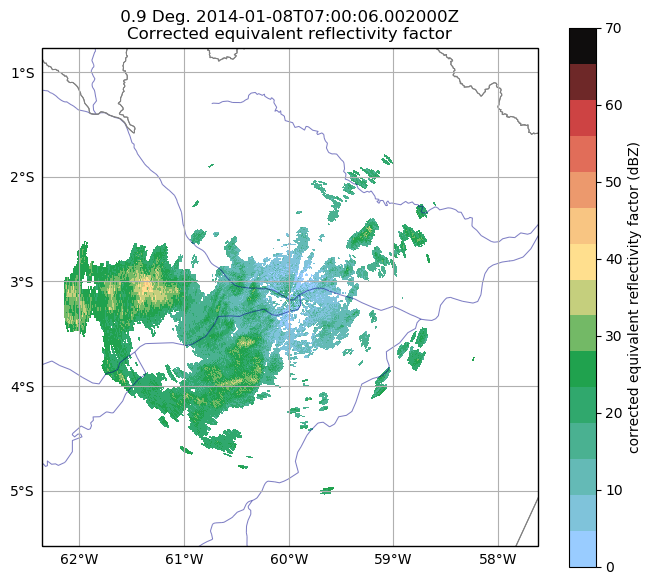 0.9 Deg. 2014-01-08T07:00:06.002000Z
Corrected equivalent reflectivity factor
1°S
2°S
3°S
4°S
5°S
62°W
61°W
60°W
59°W
58°W
70
60
50
40
30
20
10
0
corrected equivalent reflectivity factor (dBZ)